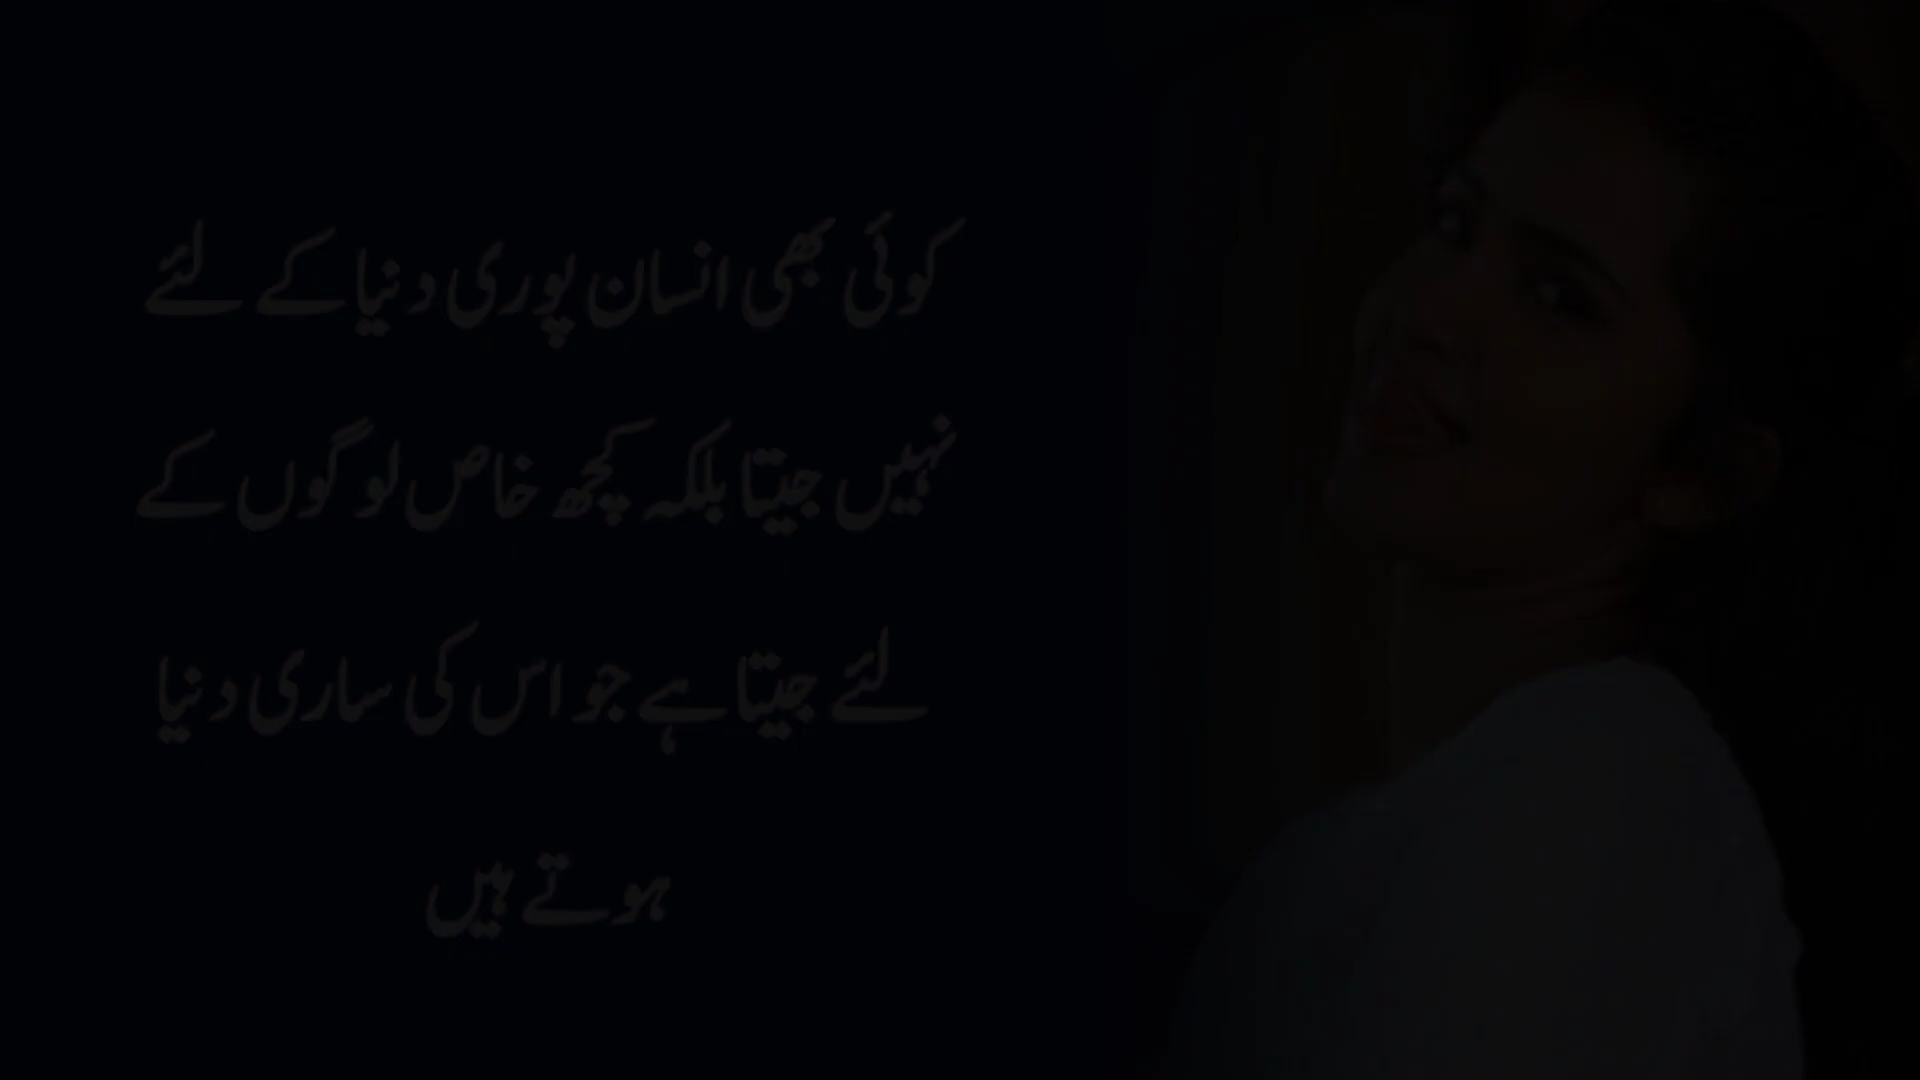 کوئی بھی انسان پوری دنیا کے لئے
نہیں جیتا بلکہ کچھ خاص لوگوں کے
لئے جیتا ہے جو اس کی ساری دنیا
ہوتے ہیں